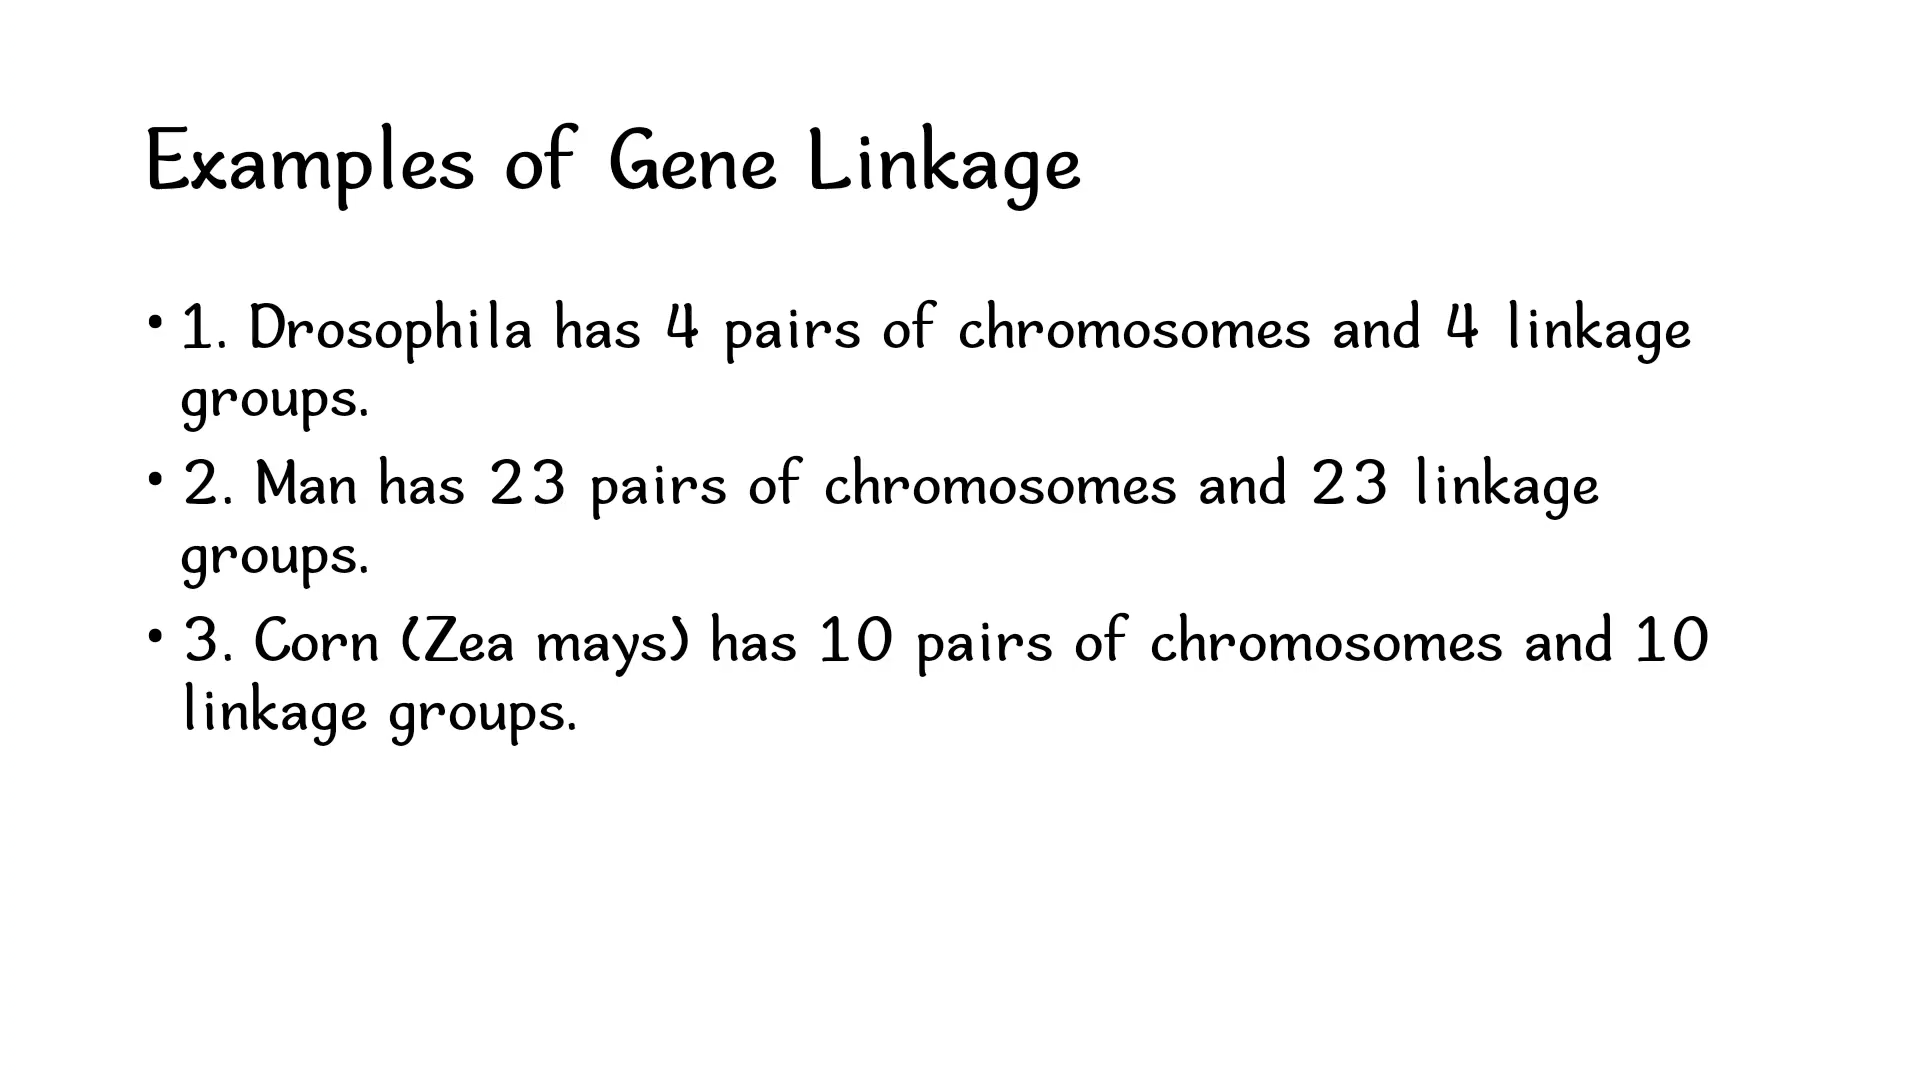 Examples of Gene Linkage
• 1. Drosophila has 4 pairs of chromosomes and 4 linkage
groups.
• 2. Man has 23 pairs of chromosomes and 23 linkage
groups.
• 3. Corn (Zea mays) has 10 pairs of chromosomes and 10
linkage groups.